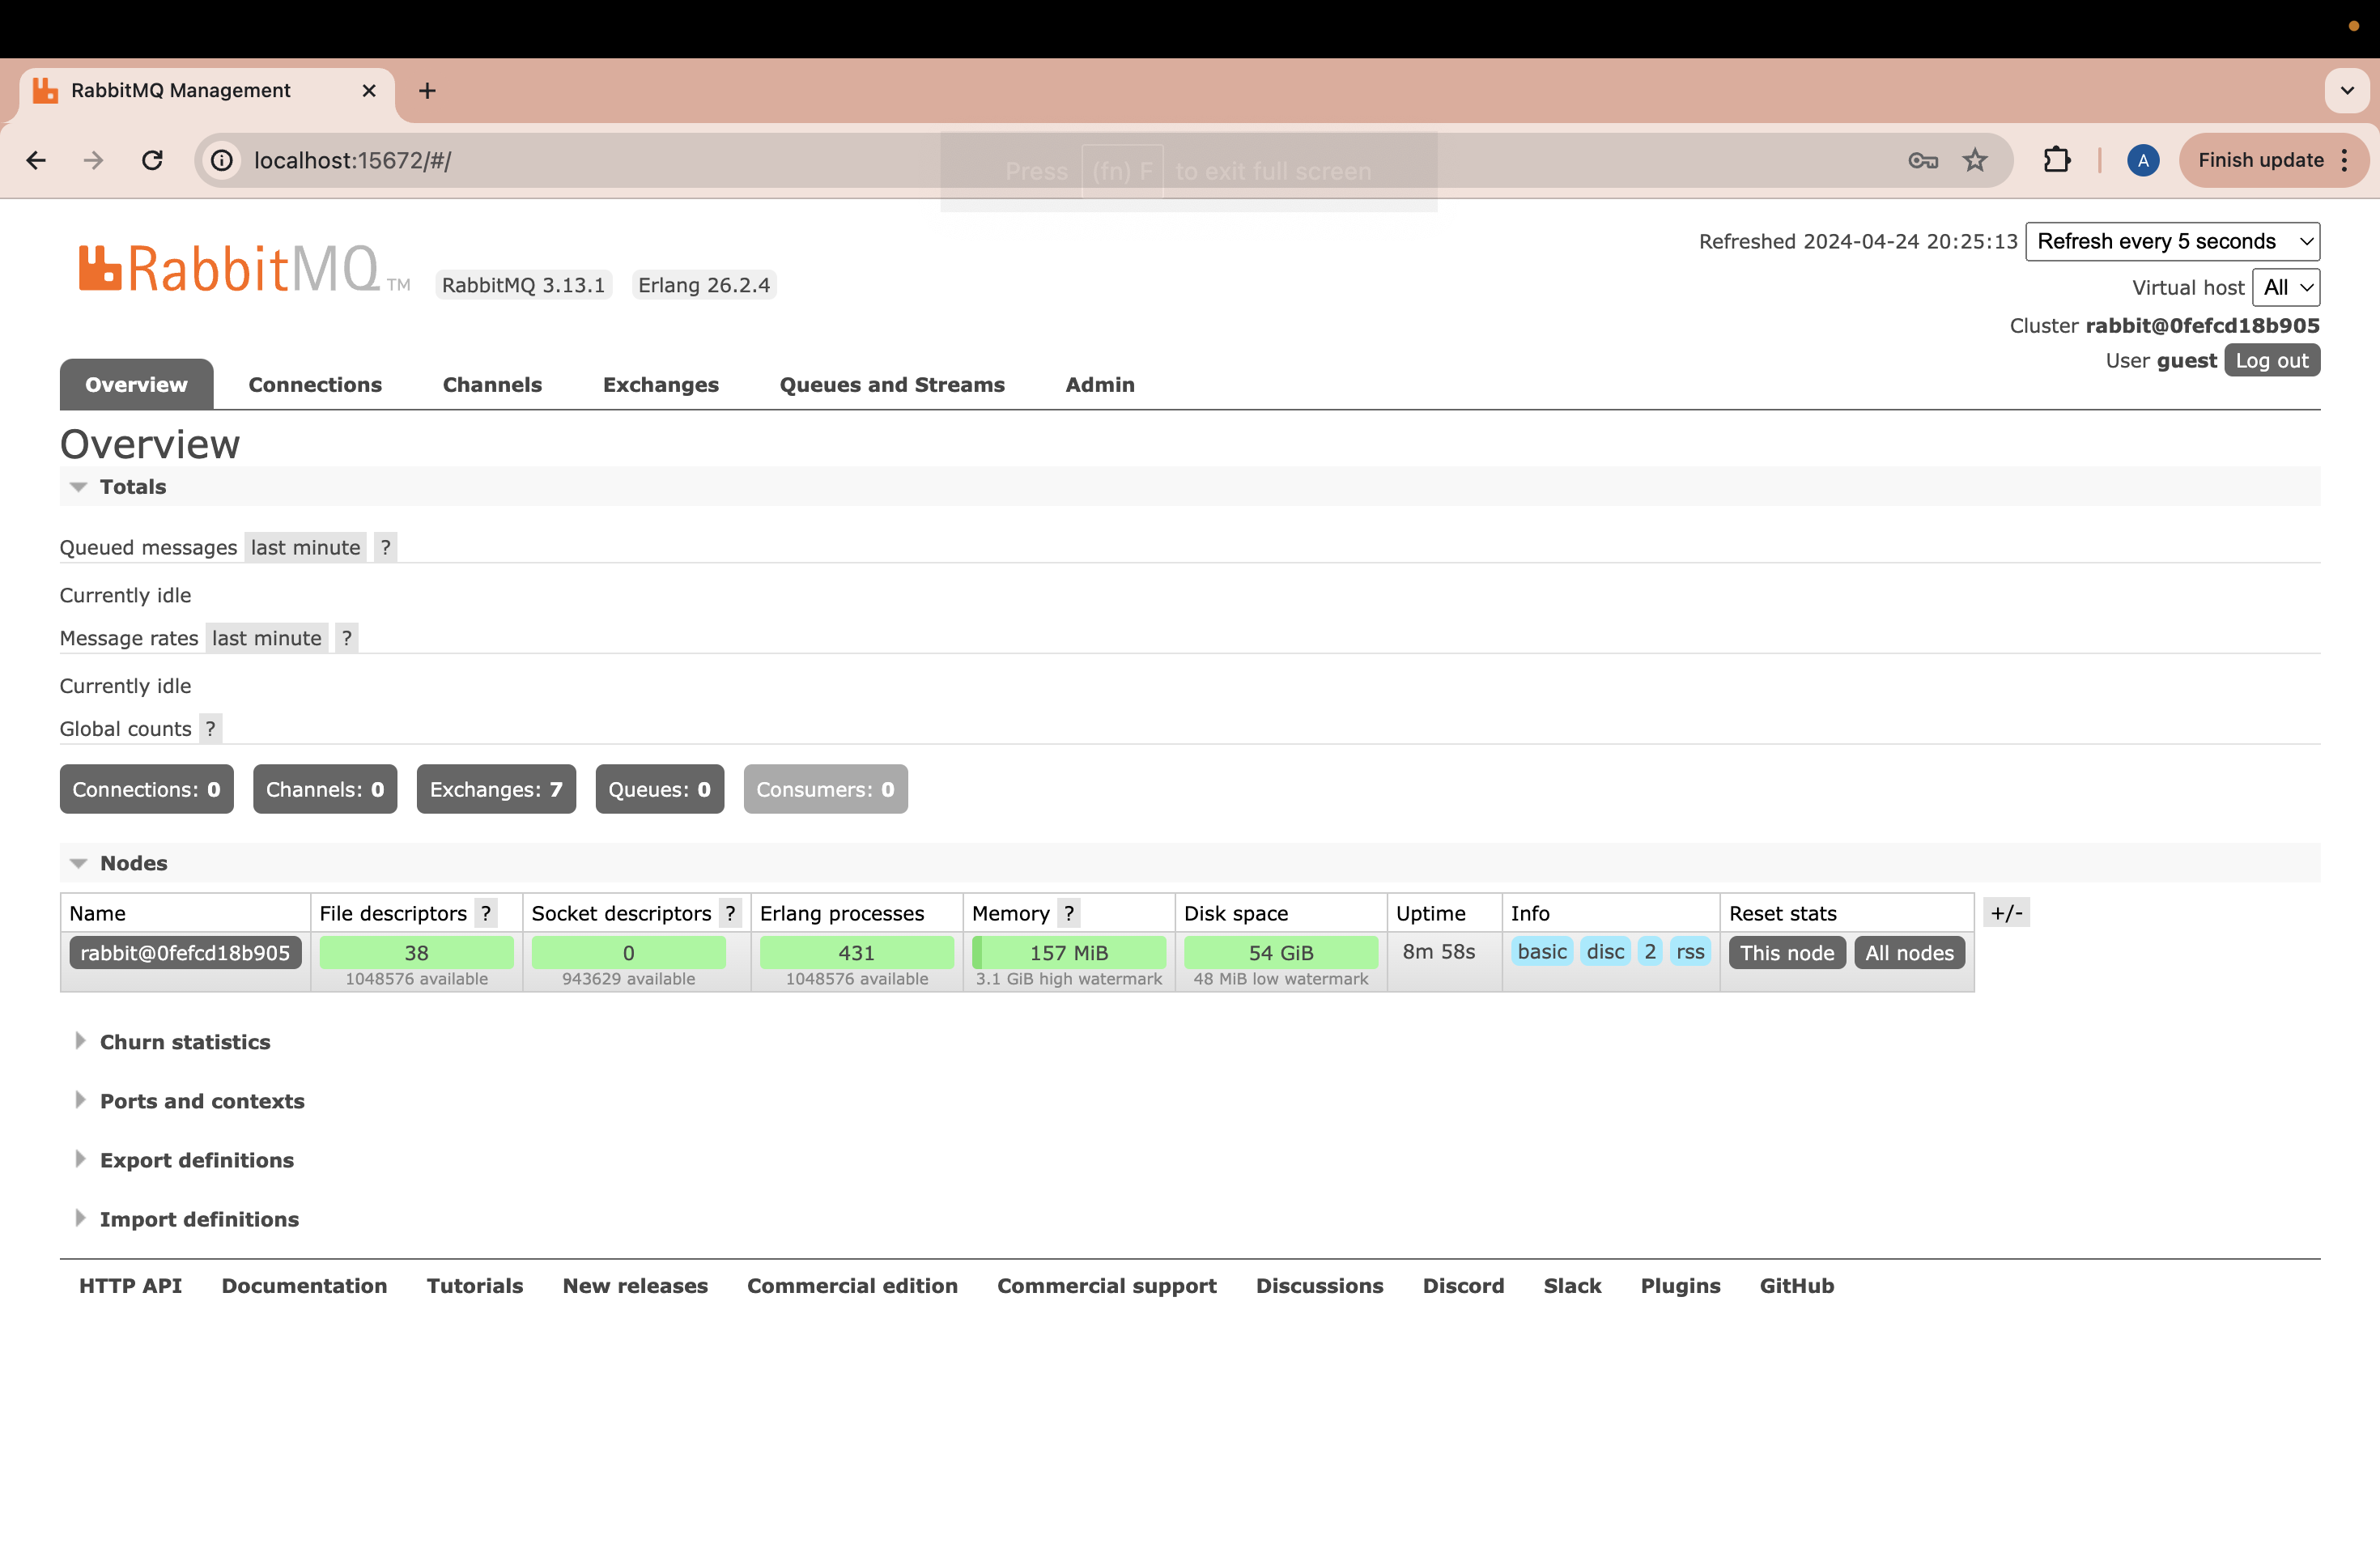 RabbitMQ Management
localhost:15672/#/
Press (fn) F to exit full screen
A
Finish update
RabbitMQ TM
RabbitMQ 3.13.1 Erlang 26.2.4
Refreshed 2024-04-24 20:25:13 Refresh every 5 seconds
Virtual host All
Cluster rabbit@0fefcd18b905
User guest Log out
Overview Connections Channels Exchanges Queues and Streams Admin
Overview
Totals
Queued messages last minute ?
Currently idle
Message rates last minute ?
Currently idle
Global counts ?
Connections: 0 Channels: 0 Exchanges: 7 Queues: 0 Consumers: 0
Nodes
Name File descriptors ? Socket descriptors ? Erlang processes Memory ? Disk space Uptime Info Reset stats +/-
rabbit@0fefcd18b905 38 0 431 157 MiB 54 GiB 8m 58s basic disc 2 rss This node All nodes
1048576 available 943629 available 1048576 available 3.1 GiB high watermark 48 MiB low watermark
Churn statistics
Ports and contexts
Export definitions
Import definitions
HTTP API Documentation Tutorials New releases Commercial edition Commercial support Discussions Discord Slack Plugins GitHub